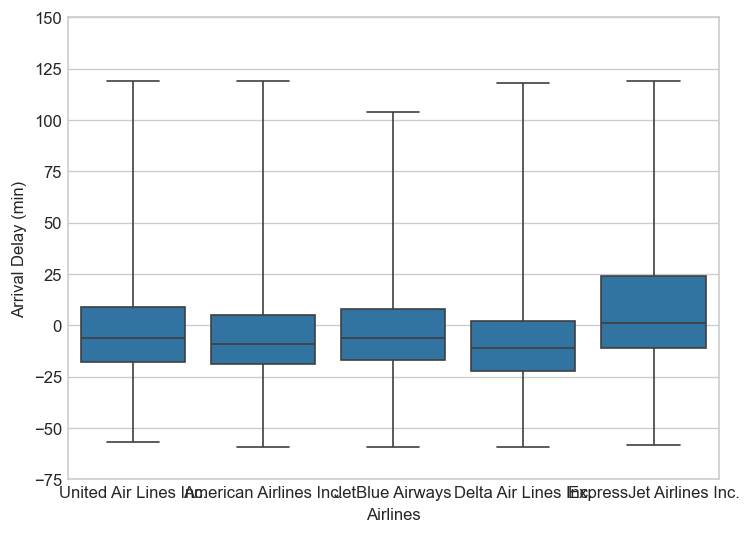 150
125
100
75
50
25
0
−25
−50
−75
Arrival Delay (min)
United Air Lines Inc.
American Airlines Inc.
JetBlue Airways
Delta Air Lines Inc.
ExpressJet Airlines Inc.
Airlines